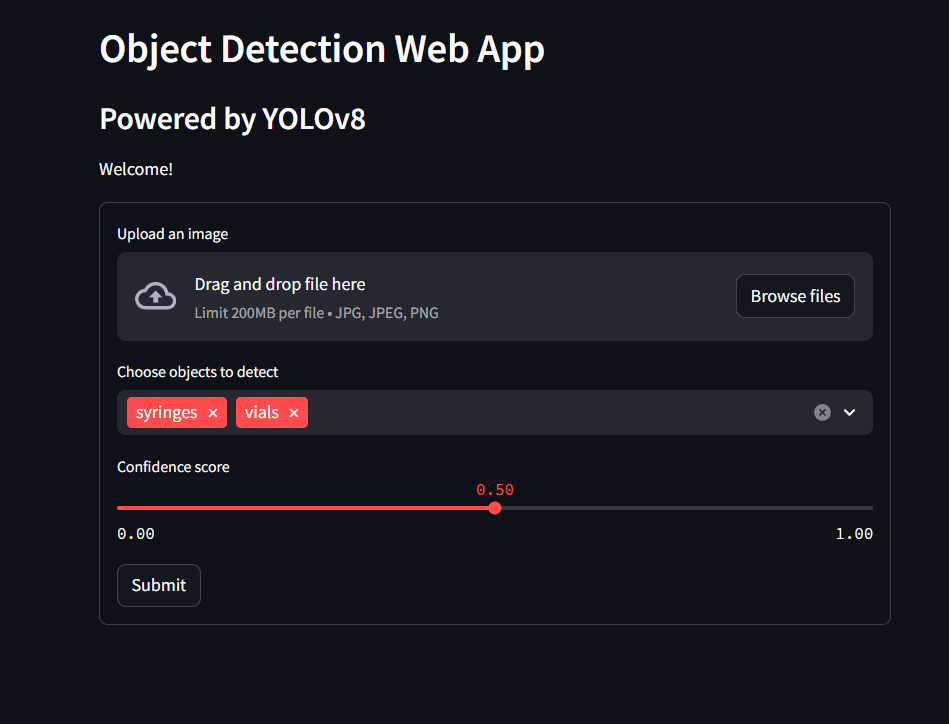 Object Detection Web App
Powered by YOLOv8
Welcome!
Upload an image
Drag and drop file here
Limit 200MB per file • JPG, JPEG, PNG
Browse files
Choose objects to detect
syringes vials
Confidence score
0.50
0.00 1.00
Submit